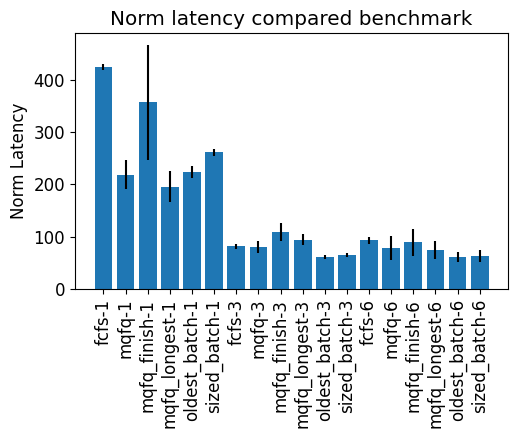 Norm latency compared benchmark
Norm Latency
400
300
200
100
0
fcfs-1
mqfq-1
mqfq_finish-1
mqfq_longest-1
oldest_batch-1
sized_batch-1
fcfs-3
mqfq-3
mqfq_finish-3
mqfq_longest-3
oldest_batch-3
sized_batch-3
fcfs-6
mqfq-6
mqfq_finish-6
mqfq_longest-6
oldest_batch-6
sized_batch-6